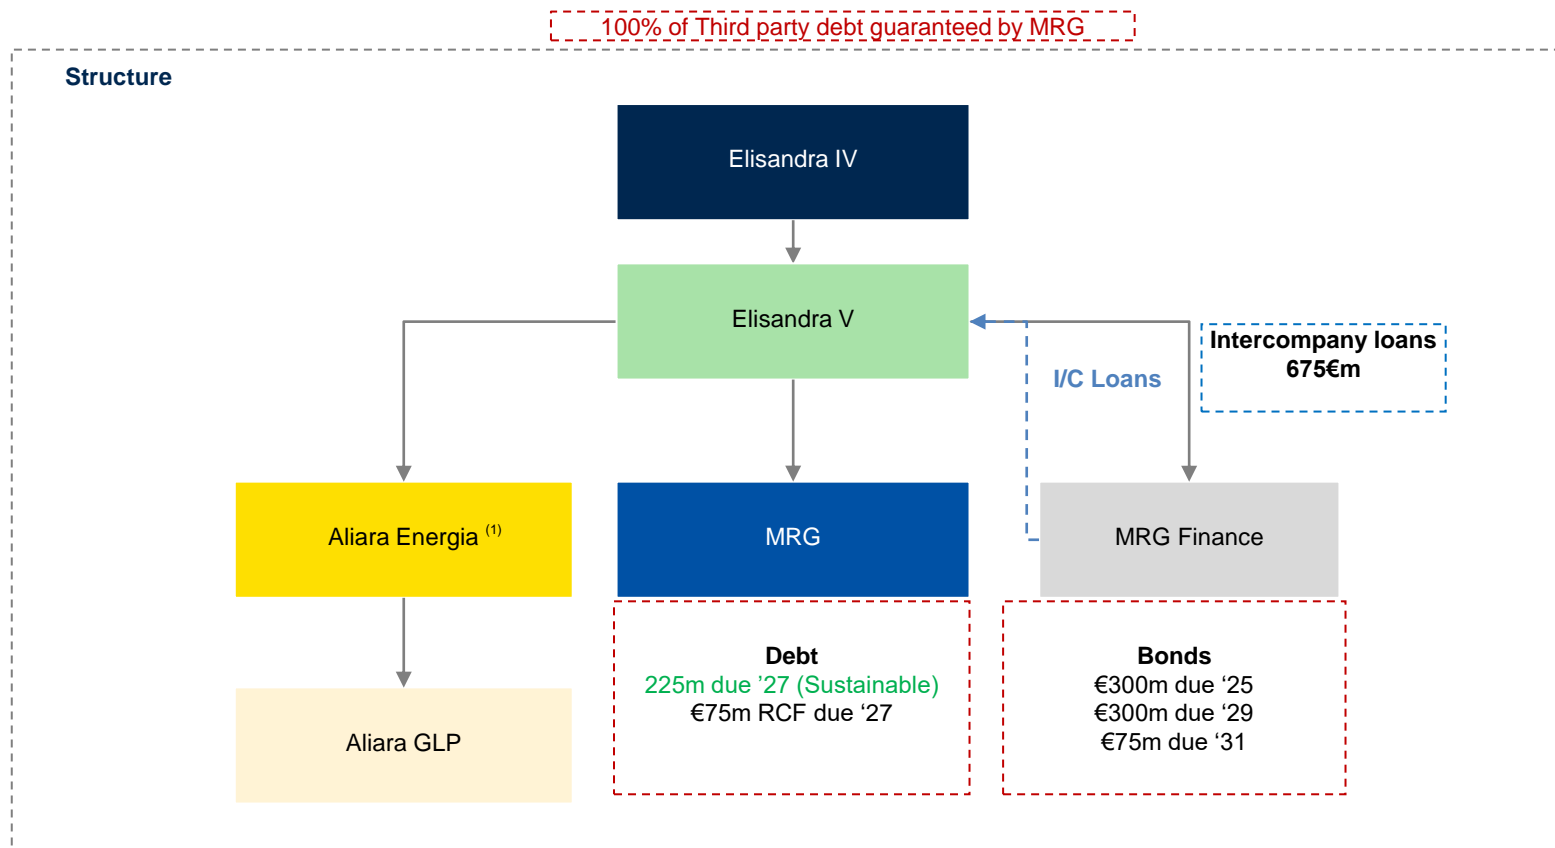 100% of Third party debt guaranteed by MRG
Structure
Elisandra IV
Elisandra V
Intercompany loans
675€m
I/C Loans
Aliara Energia (1)
MRG
MRG Finance
Debt
225m due ’27 (Sustainable)
€75m RCF due ‘27
Bonds
€300m due ‘25
€300m due ‘29
€75m due ‘31
Aliara GLP